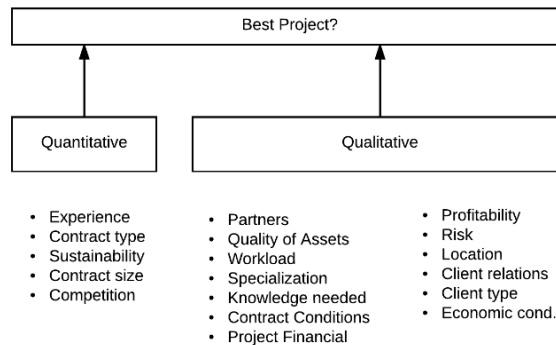 Best Project?
Quantitative
Qualitative
• Experience
• Contract type
• Sustainability
• Contract size
• Competition
• Partners
• Quality of Assets
• Workload
• Specialization
• Knowledge needed
• Contract Conditions
• Project Financial
• Profitability
• Risk
• Location
• Client relations
• Client type
• Economic cond.